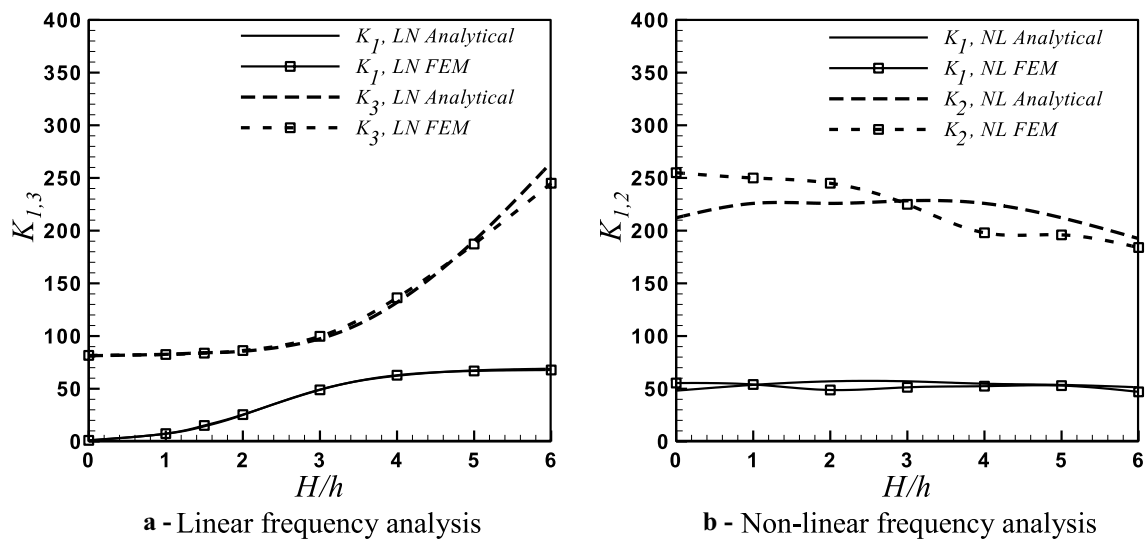 400
350
300
250
200
150
100
50
0
K1,3
K1, LN Analytical
K1, LN FEM
K3, LN Analytical
K3, LN FEM
0 1 2 3 4 5 6
H/h
a - Linear frequency analysis
400
350
300
250
200
150
100
50
0
K1,2
K1, NL Analytical
K1, NL FEM
K2, NL Analytical
K2, NL FEM
0 1 2 3 4 5 6
H/h
b - Non-linear frequency analysis